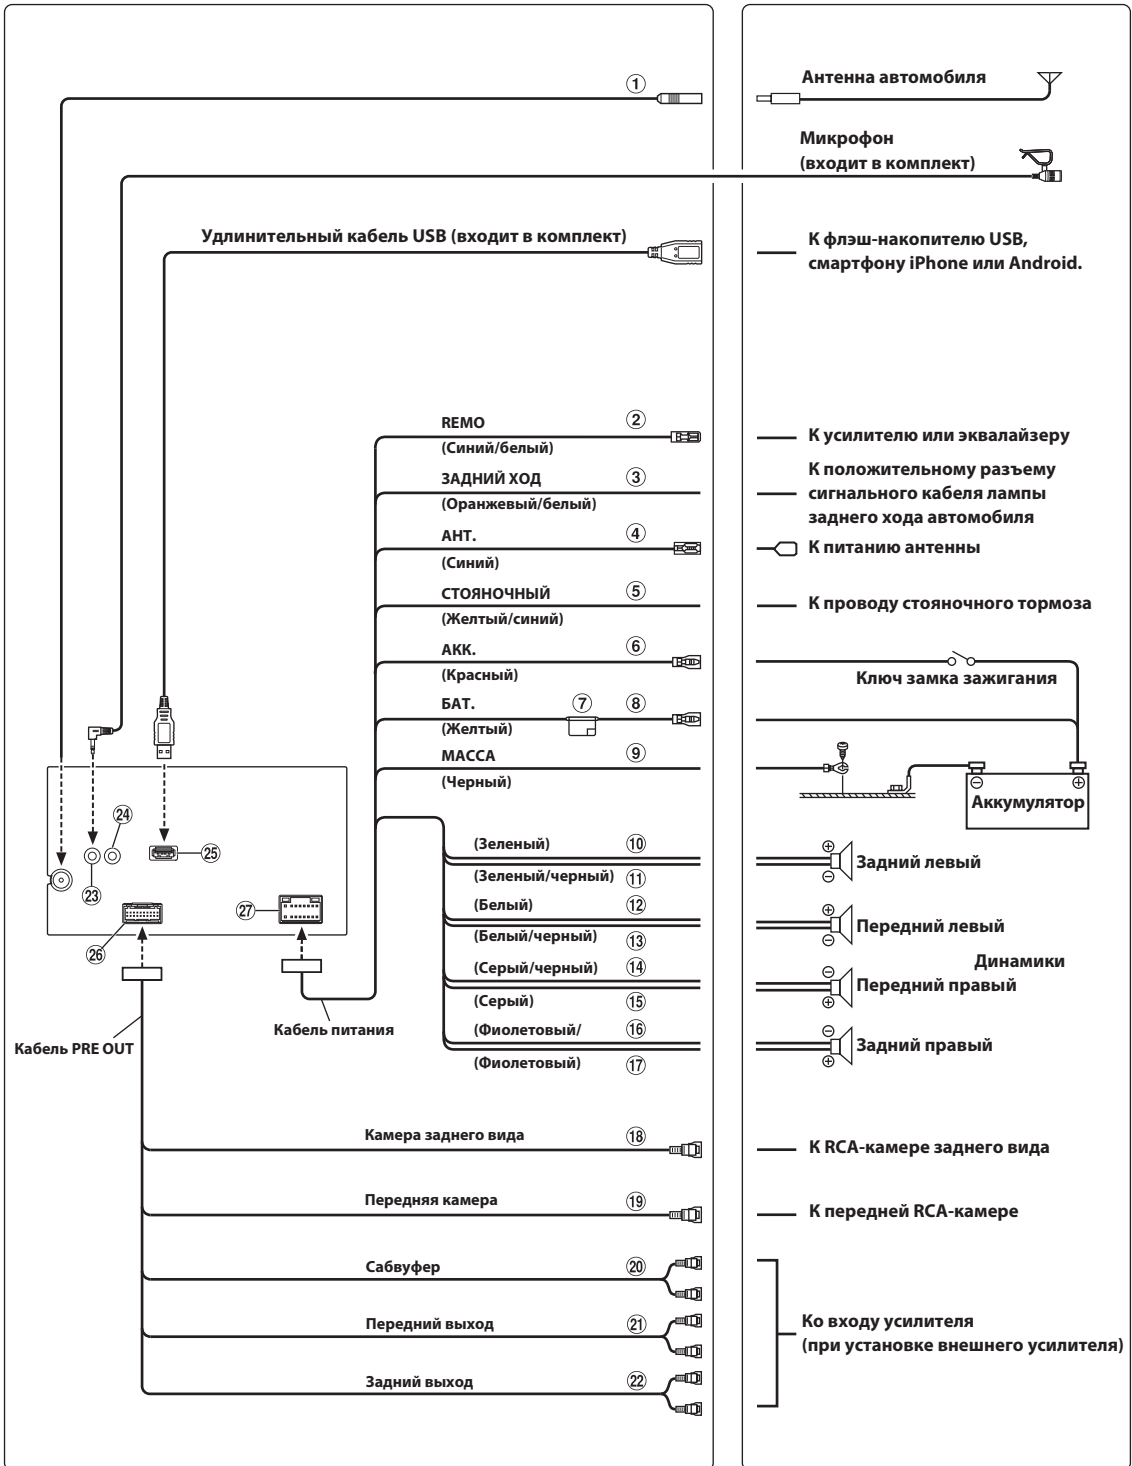 ①
Антенна автомобиля
Микрофон
(входит в комплект)
Удлинительный кабель USB (входит в комплект)
К флэш-накопителю USB,
смартфону iPhone или Android.
REMO
②
(Синий/белый)
К усилителю или эквалайзеру
ЗАДНИЙ ХОД
③
(Оранжевый/белый)
К положительному разъему
сигнального кабеля лампы
заднего хода автомобиля
АНТ.
④
(Синий)
К питанию антенны
СТОЯНОЧНЫЙ
⑤
(Желтый/синий)
К проводу стояночного тормоза
АКК.
⑥
(Красный)
Ключ замка зажигания
БАТ.
⑦
⑧
(Желтый)
МАССА
⑨
(Черный)
⊖
⊕
Аккумулятор
㉔
㉓
㉕
㉖
㉗
(Зеленый)
⑩
(Зеленый/черный)
⑪
⊕
⊖
Задний левый
(Белый)
⑫
(Белый/черный)
⑬
⊕
⊖
Передний левый
Динамики
(Серый/черный)
⑭
(Серый)
⑮
⊖
⊕
Передний правый
(Фиолетовый/
⑯
(Фиолетовый)
⑰
⊖
⊕
Задний правый
Кабель питания
Кабель PRE OUT
Камера заднего вида
⑱
К RCA-камере заднего вида
Передняя камера
⑲
К передней RCA-камере
Сабвуфер
⑳
Передний выход
㉑
Ко входу усилителя
(при установке внешнего усилителя)
Задний выход
㉒